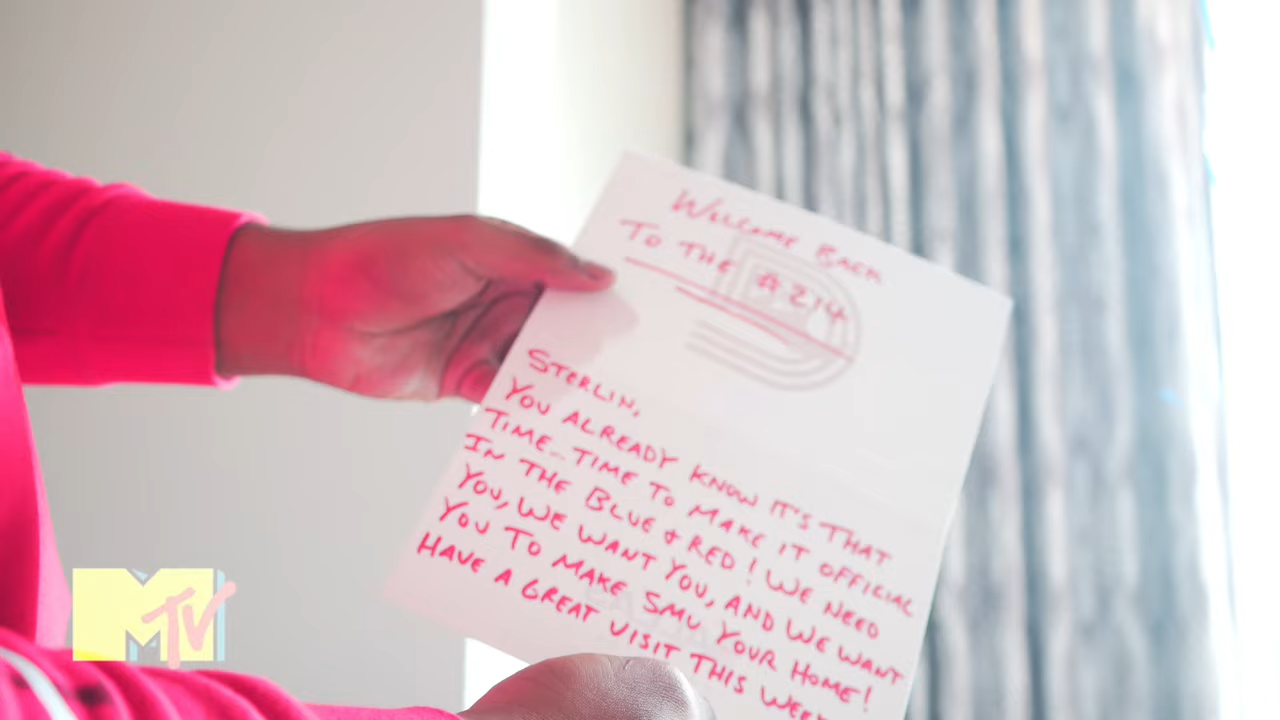 WELCOME BACK
TO THE #214
STERLIN,
YOU ALREADY KNOW IT'S THAT
TIME.. TIME TO MAKE IT OFFICIAL
IN THE BLUE & RED! WE NEED
YOU, WE WANT YOU, AND WE WANT
YOU TO MAKE SMU YOUR HOME!
HAVE A GREAT VISIT THIS WEEK
MTV